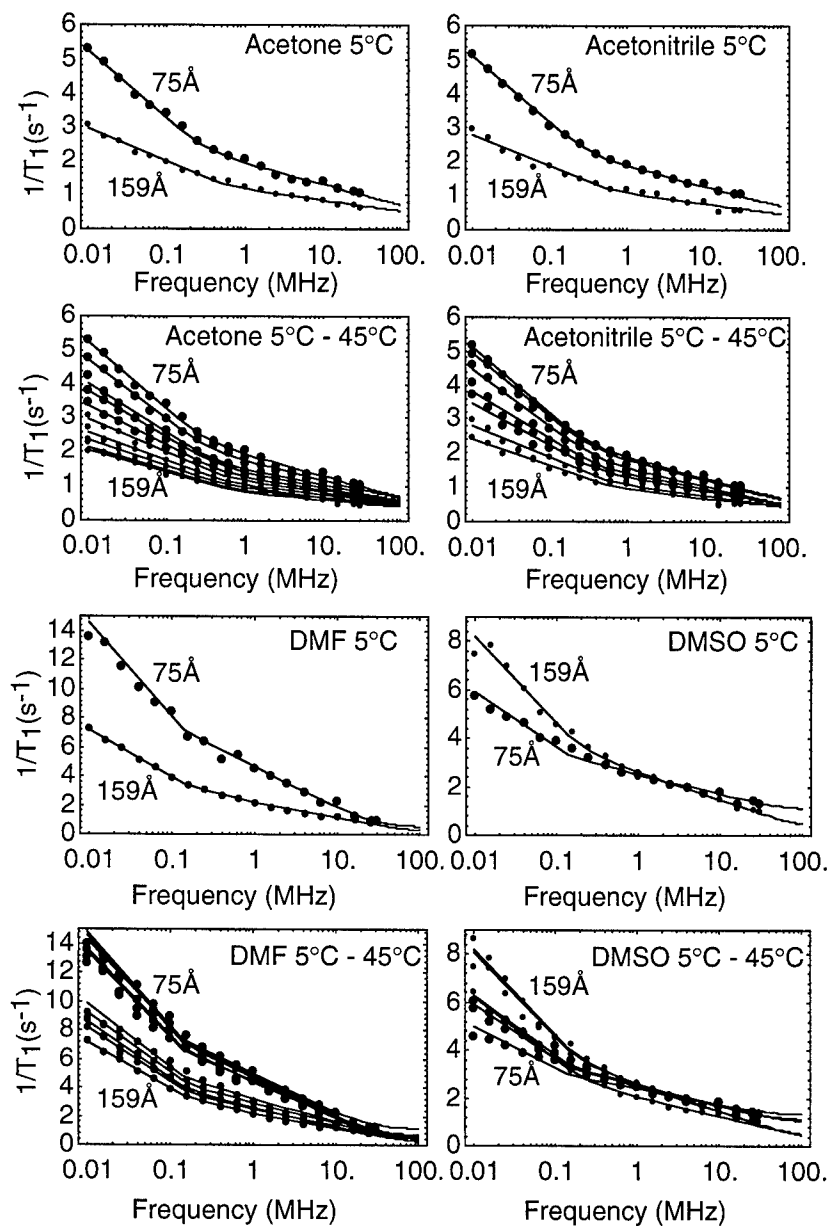 Acetone 5°C
75Å
159Å
1/T1(s-1)
6
5
4
3
2
1
0
0.01 0.1 1 10. 100.
Frequency (MHz)
Acetonitrile 5°C
75Å
159Å
6
5
4
3
2
1
0
0.01 0.1 1 10. 100.
Frequency (MHz)
Acetone 5°C - 45°C
75Å
159Å
1/T1(s-1)
6
5
4
3
2
1
0
0.01 0.1 1 10. 100.
Frequency (MHz)
Acetonitrile 5°C - 45°C
75Å
159Å
6
5
4
3
2
1
0
0.01 0.1 1 10. 100.
Frequency (MHz)
DMF 5°C
75Å
159Å
1/T1(s-1)
14
12
10
8
6
4
2
0
0.01 0.1 1 10. 100.
Frequency (MHz)
DMSO 5°C
159Å
75Å
8
6
4
2
0
0.01 0.1 1 10. 100.
Frequency (MHz)
DMF 5°C - 45°C
75Å
159Å
1/T1(s-1)
14
12
10
8
6
4
2
0
0.01 0.1 1 10. 100.
Frequency (MHz)
DMSO 5°C - 45°C
159Å
75Å
8
6
4
2
0
0.01 0.1 1 10. 100.
Frequency (MHz)